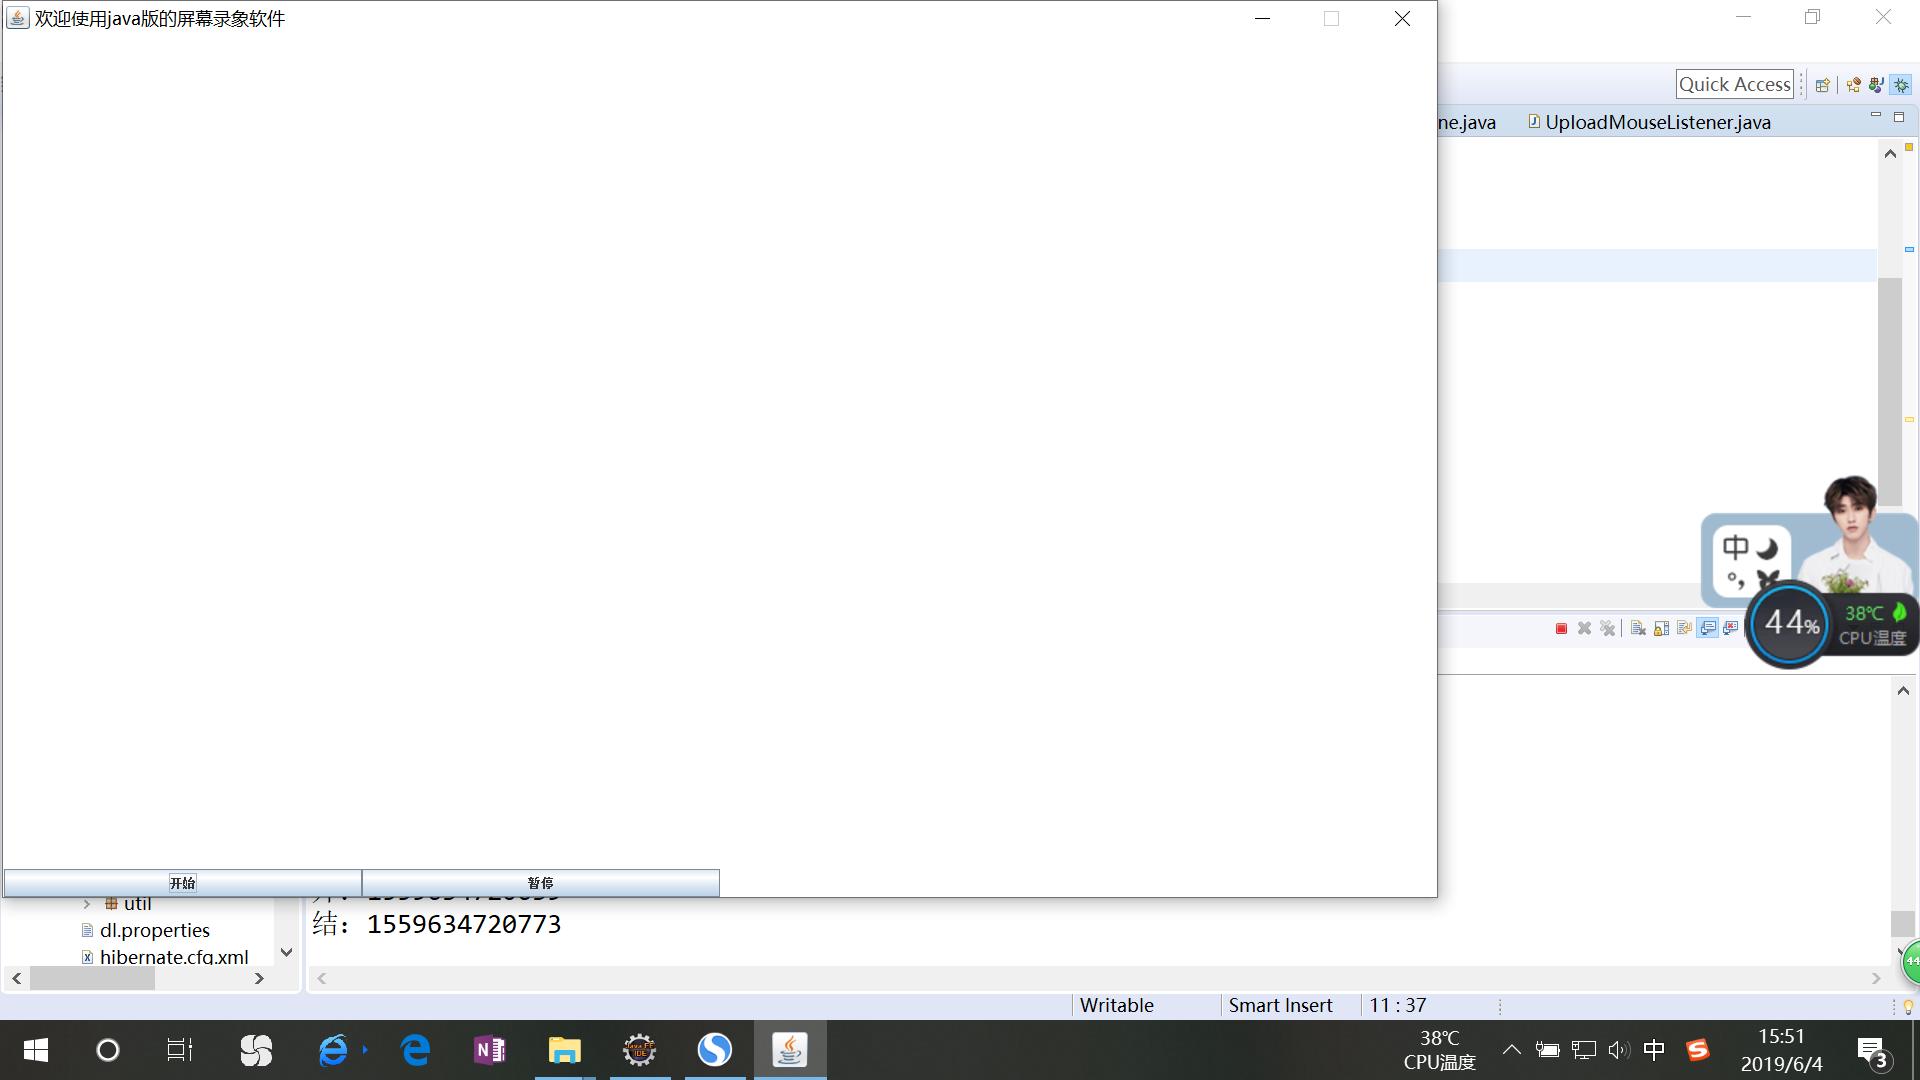 欢迎使用java版的屏幕录象软件
Quick Access
ne.java
UploadMouseListener.java
中
44%
38℃
CPU温度
开始
暂停
util
结: 1559634720773
dl.properties
hibernate.cfg.xml
Writable
Smart Insert
11 : 37
44
38℃
CPU温度
中
15:51
2019/6/4
3